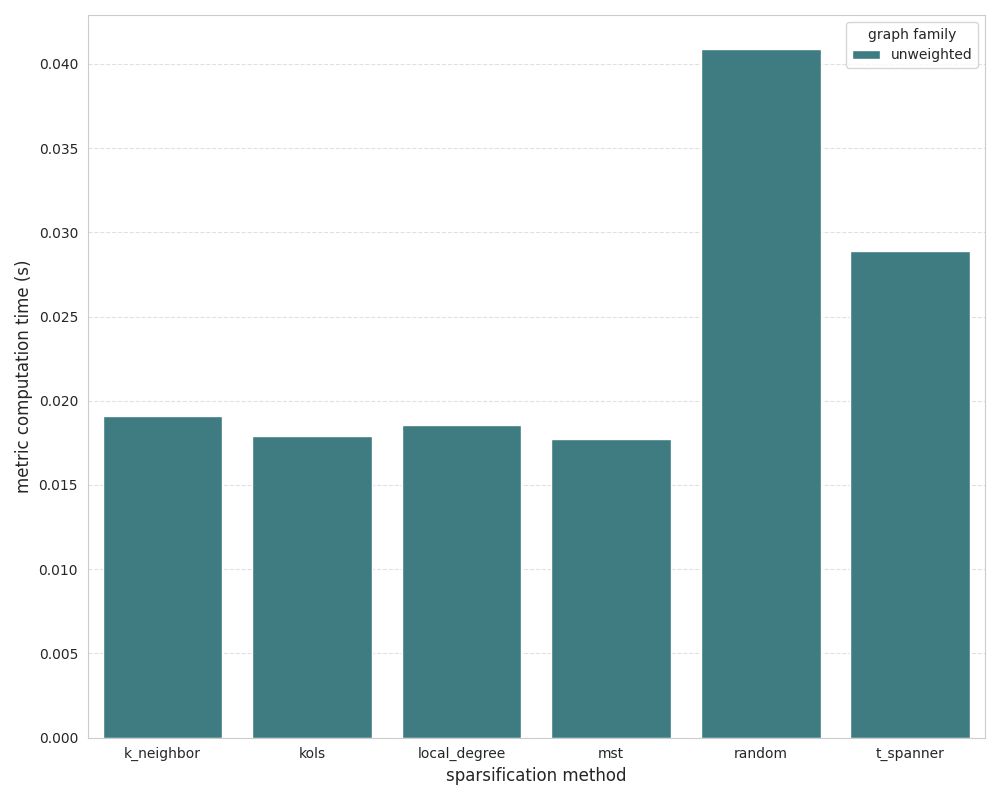 graph family
unweighted
0.040
0.035
0.030
0.025
0.020
0.015
0.010
0.005
0.000
metric computation time (s)
k_neighbor kols local_degree mst random t_spanner
sparsification method